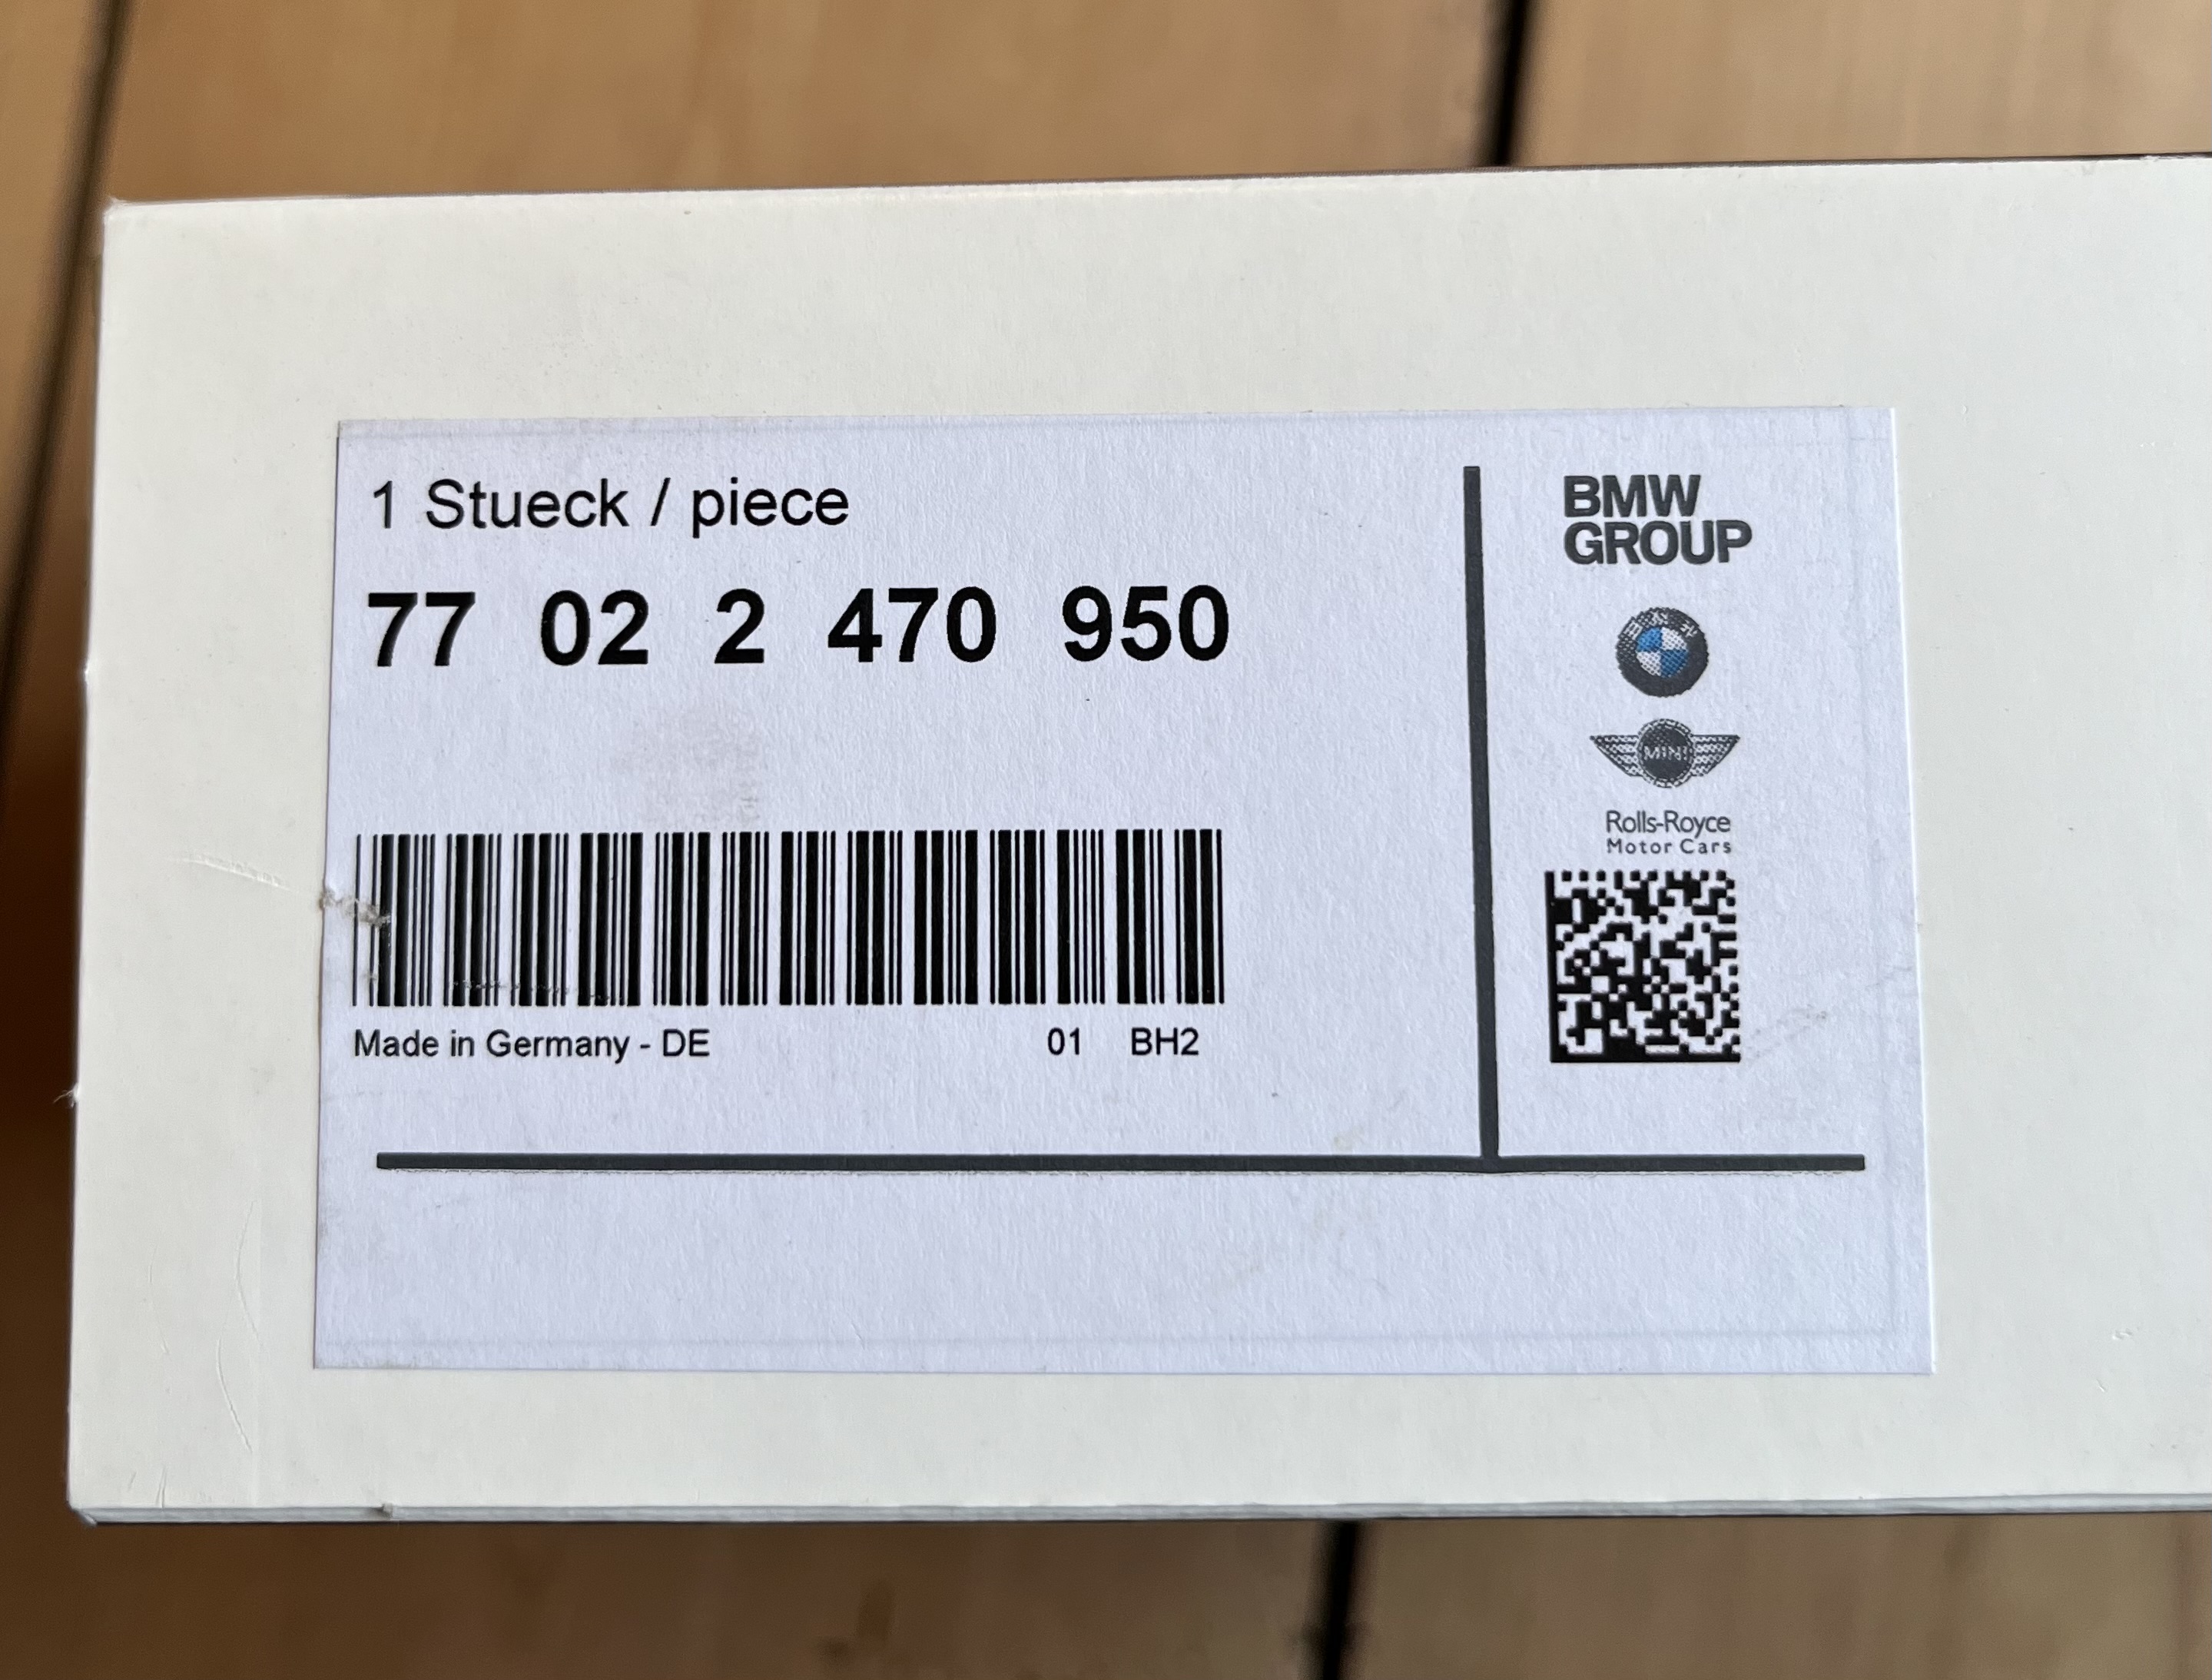 1 Stueck / piece
77 02 2 470 950
Made in Germany - DE 01 BH2
BMW
GROUP
BMW
MINI
Rolls-Royce
Motor Cars